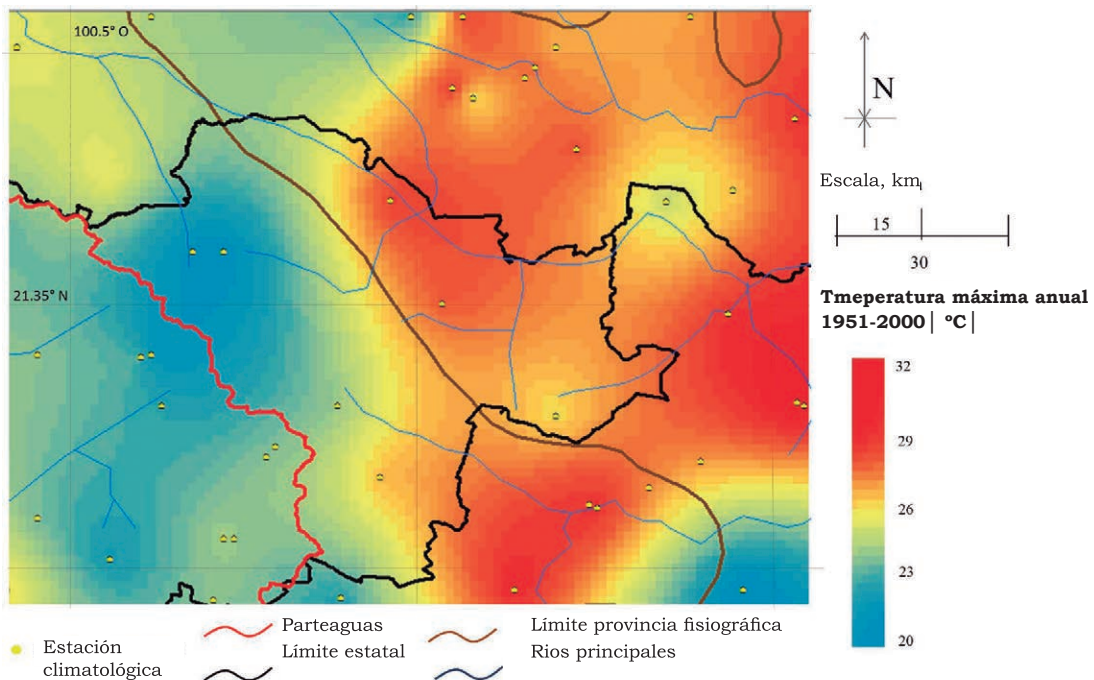 100.5° O
21.35° N
N
Escala, km
15
30
Tmeperatura máxima anual
1951-2000| ºC|
32
29
26
23
20
Estación
climatológica
Parteaguas
Límite estatal
Límite provincia fisiográfica
Rios principales